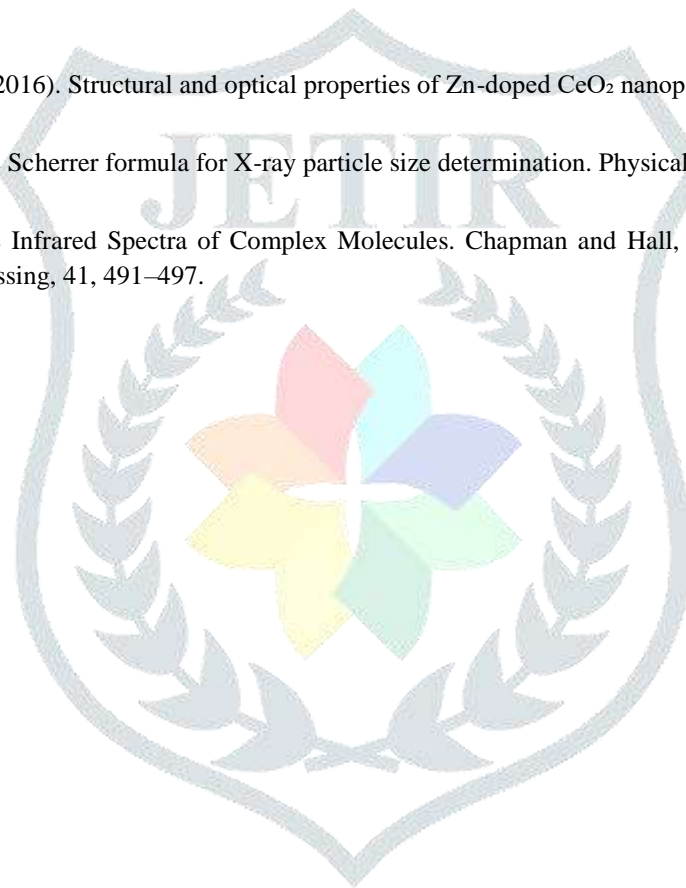 2016). Structural and optical properties of Zn-doped CeO₂ nanop
JETIR
Scherrer formula for X-ray particle size determination. Physical
Infrared Spectra of Complex Molecules. Chapman and Hall,
ssing, 41, 491–497.